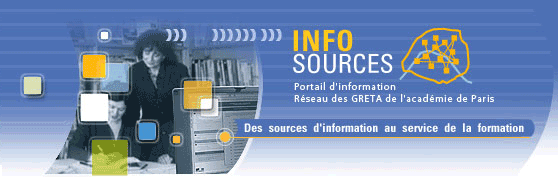 INFO
SOURCES
Portail d'information
Réseau des GRETA de l'académie de Paris
Des sources d'information au service de la formation